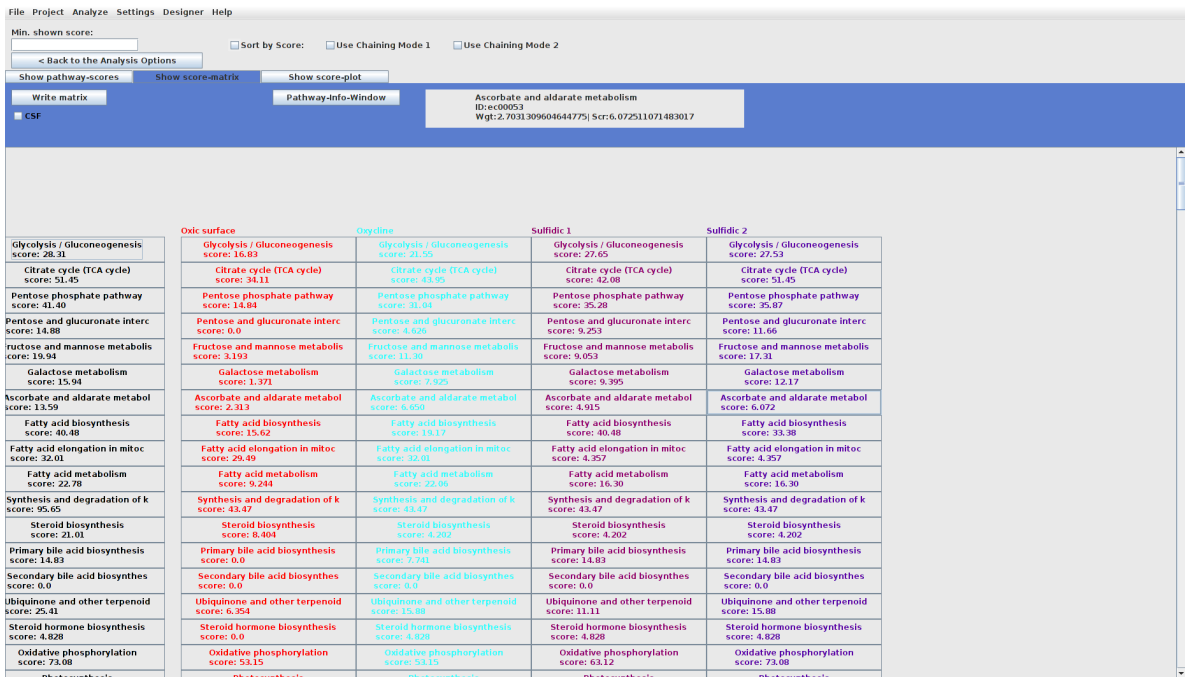 File Project Analyze Settings Designer Help
Min. shown score:
Sort by Score: Use Chaining Mode 1 Use Chaining Mode 2
< Back to the Analysis Options
Show pathway-scores Show score-matrix Show score-plot
Write matrix Pathway-Info-Window Ascorbate and aldarate metabolism
ID:ec00053
Wgt:2.7031309604644775| Scr:6.072511071483017
CSF
Oxic surface Oxycline Sulfidic 1 Sulfidic 2
Glycolysis / Gluconeogenesis Glycolysis / Gluconeogenesis Glycolysis / Gluconeogenesis Glycolysis / Gluconeogenesis Glycolysis / Gluconeogenesis
score: 28.31 score: 16.83 score: 21.55 score: 27.65 score: 27.53
Citrate cycle (TCA cycle) Citrate cycle (TCA cycle) Citrate cycle (TCA cycle) Citrate cycle (TCA cycle) Citrate cycle (TCA cycle)
score: 51.45 score: 34.11 score: 43.95 score: 42.08 score: 51.45
Pentose phosphate pathway Pentose phosphate pathway Pentose phosphate pathway Pentose phosphate pathway Pentose phosphate pathway
score: 41.40 score: 14.84 score: 31.04 score: 35.28 score: 35.87
Pentose and glucuronate interc Pentose and glucuronate interc Pentose and glucuronate interc Pentose and glucuronate interc Pentose and glucuronate interc
score: 14.88 score: 0.0 score: 4.626 score: 9.253 score: 11.66
ructose and mannose metabolis Fructose and mannose metabolis Fructose and mannose metabolis Fructose and mannose metabolis Fructose and mannose metabolis
score: 19.94 score: 3.193 score: 11.30 score: 9.053 score: 17.31
Galactose metabolism Galactose metabolism Galactose metabolism Galactose metabolism Galactose metabolism
score: 15.94 score: 1.371 score: 7.925 score: 9.395 score: 12.17
Ascorbate and aldarate metabol Ascorbate and aldarate metabol Ascorbate and aldarate metabol Ascorbate and aldarate metabol Ascorbate and aldarate metabol
score: 13.59 score: 2.313 score: 6.650 score: 4.915 score: 6.072
Fatty acid biosynthesis Fatty acid biosynthesis Fatty acid biosynthesis Fatty acid biosynthesis Fatty acid biosynthesis
score: 40.48 score: 15.62 score: 19.17 score: 40.48 score: 33.38
Fatty acid elongation in mitoc Fatty acid elongation in mitoc Fatty acid elongation in mitoc Fatty acid elongation in mitoc Fatty acid elongation in mitoc
score: 32.01 score: 29.49 score: 32.01 score: 4.357 score: 4.357
Fatty acid metabolism Fatty acid metabolism Fatty acid metabolism Fatty acid metabolism Fatty acid metabolism
score: 22.78 score: 9.244 score: 22.06 score: 16.30 score: 16.30
Synthesis and degradation of k Synthesis and degradation of k Synthesis and degradation of k Synthesis and degradation of k Synthesis and degradation of k
score: 95.65 score: 43.47 score: 43.47 score: 43.47 score: 43.47
Steroid biosynthesis Steroid biosynthesis Steroid biosynthesis Steroid biosynthesis Steroid biosynthesis
score: 21.01 score: 8.404 score: 4.202 score: 4.202 score: 4.202
Primary bile acid biosynthesis Primary bile acid biosynthesis Primary bile acid biosynthesis Primary bile acid biosynthesis Primary bile acid biosynthesis
score: 14.83 score: 0.0 score: 7.741 score: 14.83 score: 14.83
Secondary bile acid biosynthes Secondary bile acid biosynthes Secondary bile acid biosynthes Secondary bile acid biosynthes Secondary bile acid biosynthes
score: 0.0 score: 0.0 score: 0.0 score: 0.0 score: 0.0
Ubiquinone and other terpenoid Ubiquinone and other terpenoid Ubiquinone and other terpenoid Ubiquinone and other terpenoid Ubiquinone and other terpenoid
score: 25.41 score: 6.354 score: 15.88 score: 11.11 score: 15.88
Steroid hormone biosynthesis Steroid hormone biosynthesis Steroid hormone biosynthesis Steroid hormone biosynthesis Steroid hormone biosynthesis
score: 4.828 score: 0.0 score: 4.828 score: 4.828 score: 4.828
Oxidative phosphorylation Oxidative phosphorylation Oxidative phosphorylation Oxidative phosphorylation Oxidative phosphorylation
score: 73.08 score: 53.15 score: 53.15 score: 63.12 score: 73.08